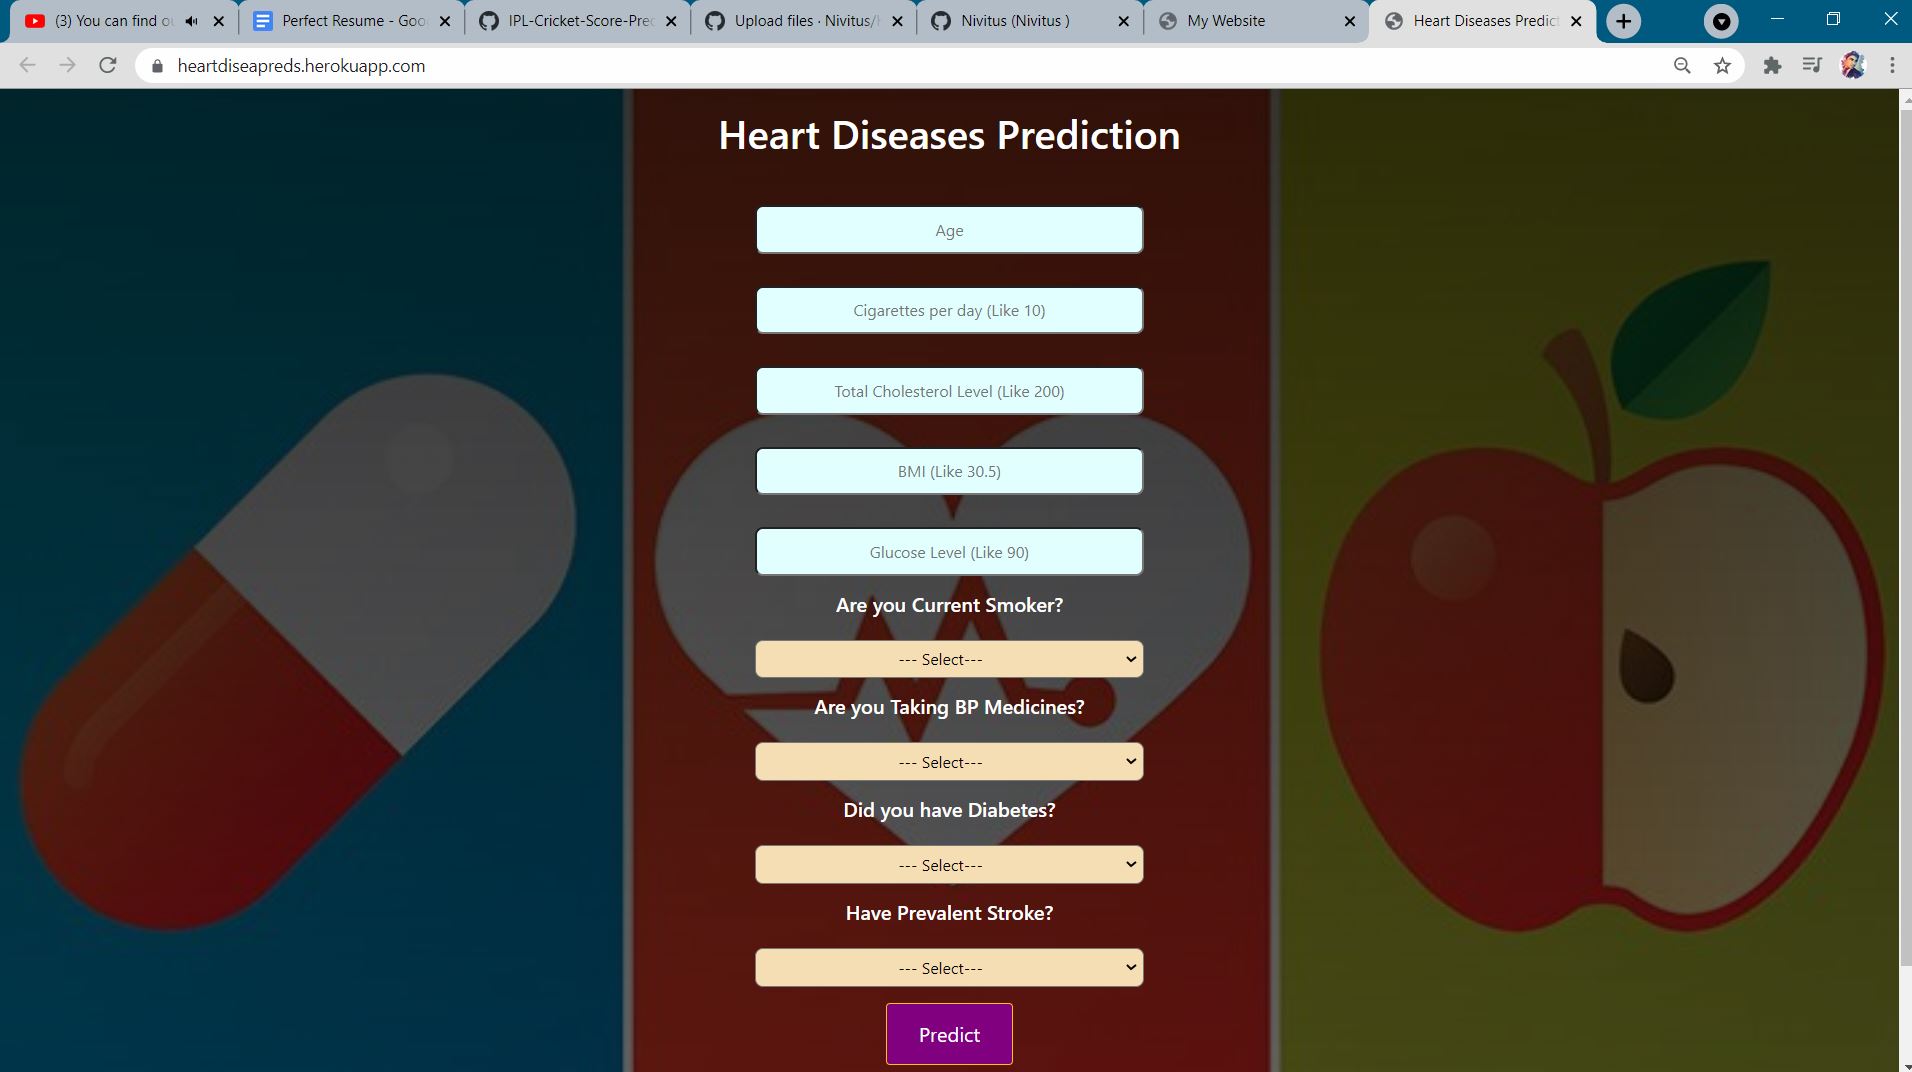 (3) You can find ou
Perfect Resume - Goo
IPL-Cricket-Score-Pred
Upload files · Nivitus/
Nivitus (Nivitus )
My Website
Heart Diseases Predict
heartdiseapreds.herokuapp.com
Heart Diseases Prediction
Age
Cigarettes per day (Like 10)
Total Cholesterol Level (Like 200)
BMI (Like 30.5)
Glucose Level (Like 90)
Are you Current Smoker?
--- Select---
Are you Taking BP Medicines?
--- Select---
Did you have Diabetes?
--- Select---
Have Prevalent Stroke?
--- Select---
Predict